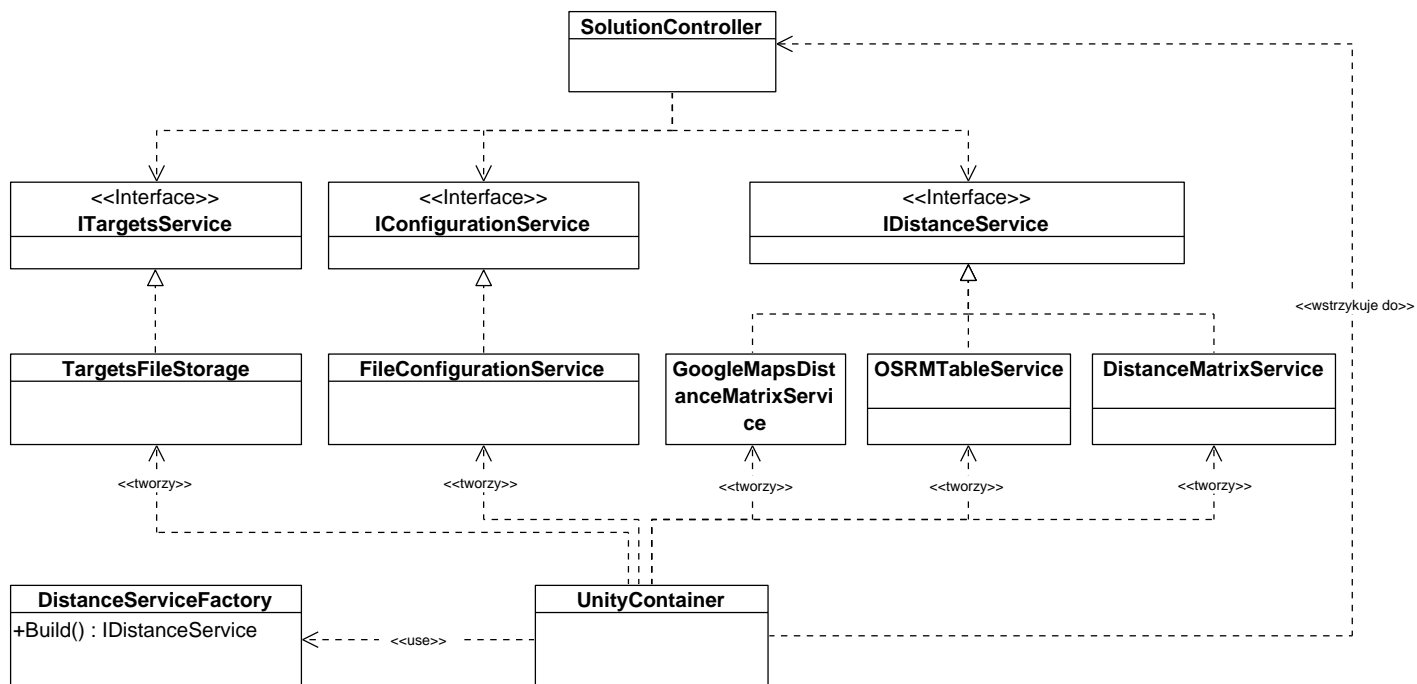 SolutionController
<<Interface>>
ITargetsService
<<Interface>>
IConfigurationService
<<Interface>>
IDistanceService
<<wstrzykuje do>>
TargetsFileStorage
FileConfigurationService
GoogleMapsDist
anceMatrixServi
ce
OSRMTableService
DistanceMatrixService
<<tworzy>>
<<tworzy>>
<<tworzy>>
<<tworzy>>
<<tworzy>>
DistanceServiceFactory
+Build() : IDistanceService
<<use>>
UnityContainer